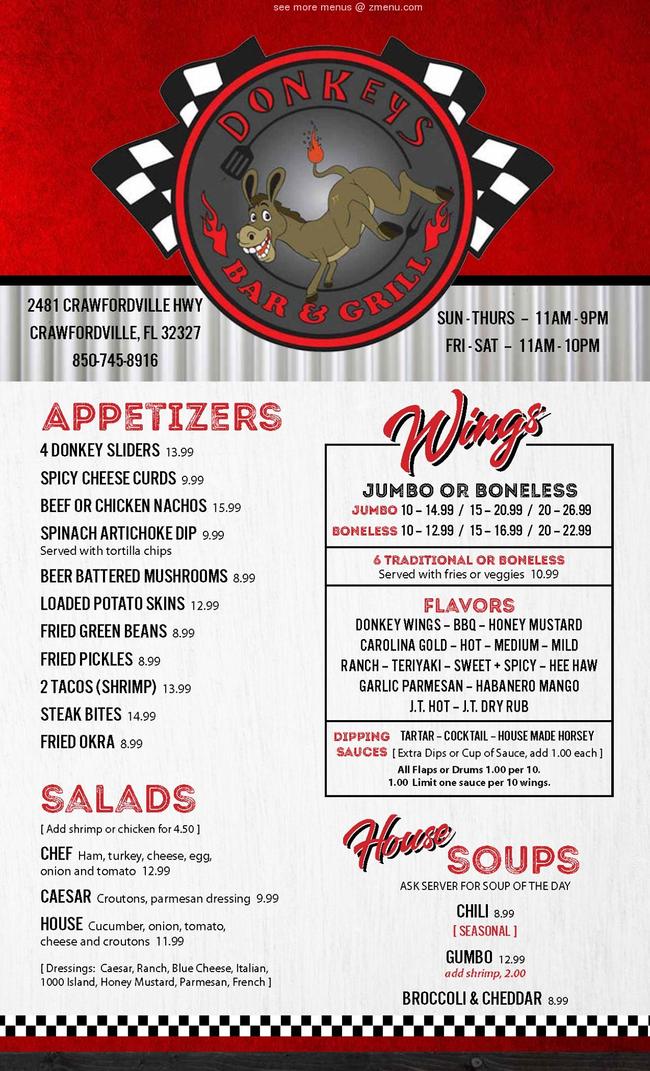 see more menus @ zmenu.com
DONKEYS
BAR & GRILL
2481 CRAWFORDVILLE HWY
CRAWFORDVILLE, FL 32327
850-745-8916
SUN - THURS – 11AM - 9PM
FRI - SAT – 11AM - 10PM
APPETIZERS
4 DONKEY SLIDERS 13.99
SPICY CHEESE CURDS 9.99
BEEF OR CHICKEN NACHOS 15.99
SPINACH ARTICHOKE DIP 9.99
Served with tortilla chips
BEER BATTERED MUSHROOMS 8.99
LOADED POTATO SKINS 12.99
FRIED GREEN BEANS 8.99
FRIED PICKLES 8.99
2 TACOS (SHRIMP) 13.99
STEAK BITES 14.99
FRIED OKRA 8.99
SALADS
[ Add shrimp or chicken for 4.50 ]
CHEF Ham, turkey, cheese, egg,
onion and tomato 12.99
CAESAR Croutons, parmesan dressing 9.99
HOUSE Cucumber, onion, tomato,
cheese and croutons 11.99
[ Dressings: Caesar, Ranch, Blue Cheese, Italian,
1000 Island, Honey Mustard, Parmesan, French ]
Wings
JUMBO OR BONELESS
JUMBO 10 – 14.99 / 15 – 20.99 / 20 – 26.99
BONELESS 10 – 12.99 / 15 – 16.99 / 20 – 22.99
6 TRADITIONAL OR BONELESS
Served with fries or veggies 10.99
FLAVORS
DONKEY WINGS – BBQ – HONEY MUSTARD
CAROLINA GOLD – HOT – MEDIUM – MILD
RANCH – TERIYAKI – SWEET + SPICY – HEE HAW
GARLIC PARMESAN – HABANERO MANGO
J.T. HOT – J.T. DRY RUB
DIPPING SAUCES TARTAR – COCKTAIL – HOUSE MADE HORSEY
[ Extra Dips or Cup of Sauce, add 1.00 each ]
All Flaps or Drums 1.00 per 10.
1.00 Limit one sauce per 10 wings.
House SOUPS
ASK SERVER FOR SOUP OF THE DAY
CHILI 8.99
[ SEASONAL ]
GUMBO 12.99
add shrimp, 2.00
BROCCOLI & CHEDDAR 8.99